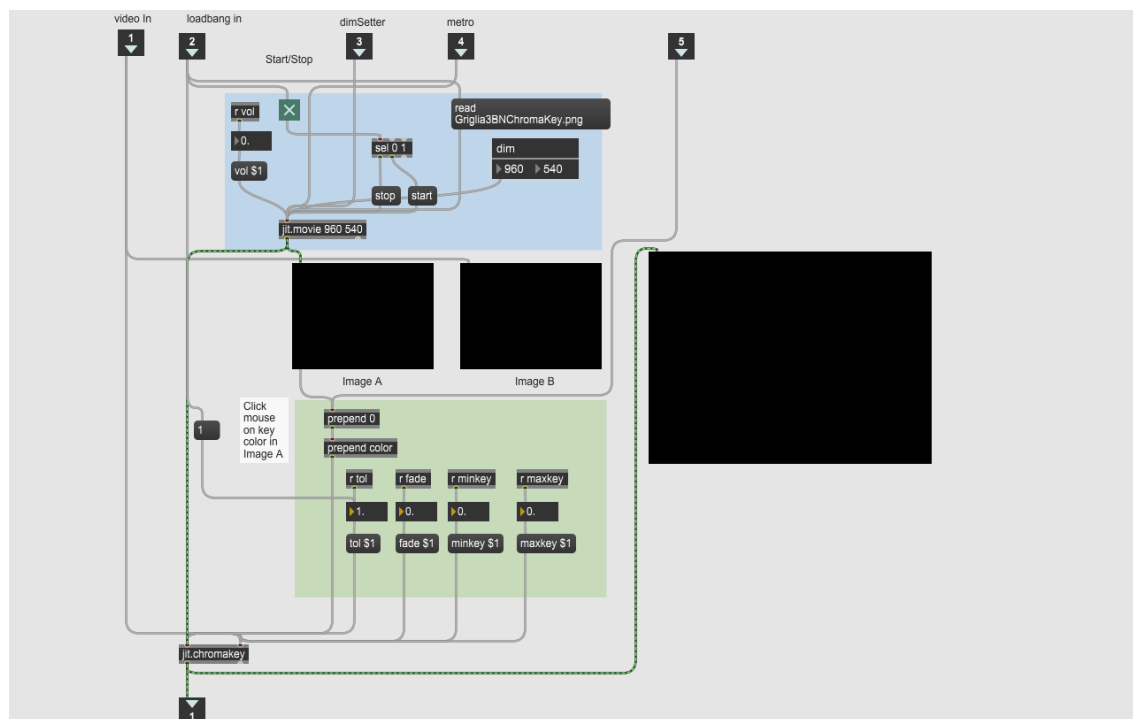 video In
loadbang in
dimSetter
metro
1
2
3
4
5
Start/Stop
r vol
read
Griglia3BNChromaKey.png
0.
sel 0 1
dim
960
540
vol $1
stop
start
jit.movie 960 540
Image A
Image B
Click
mouse
on key
color in
Image A
1
prepend 0
prepend color
r tol
r fade
r minkey
r maxkey
1.
0.
0.
0.
tol $1
fade $1
minkey $1
maxkey $1
jit.chromakey
1